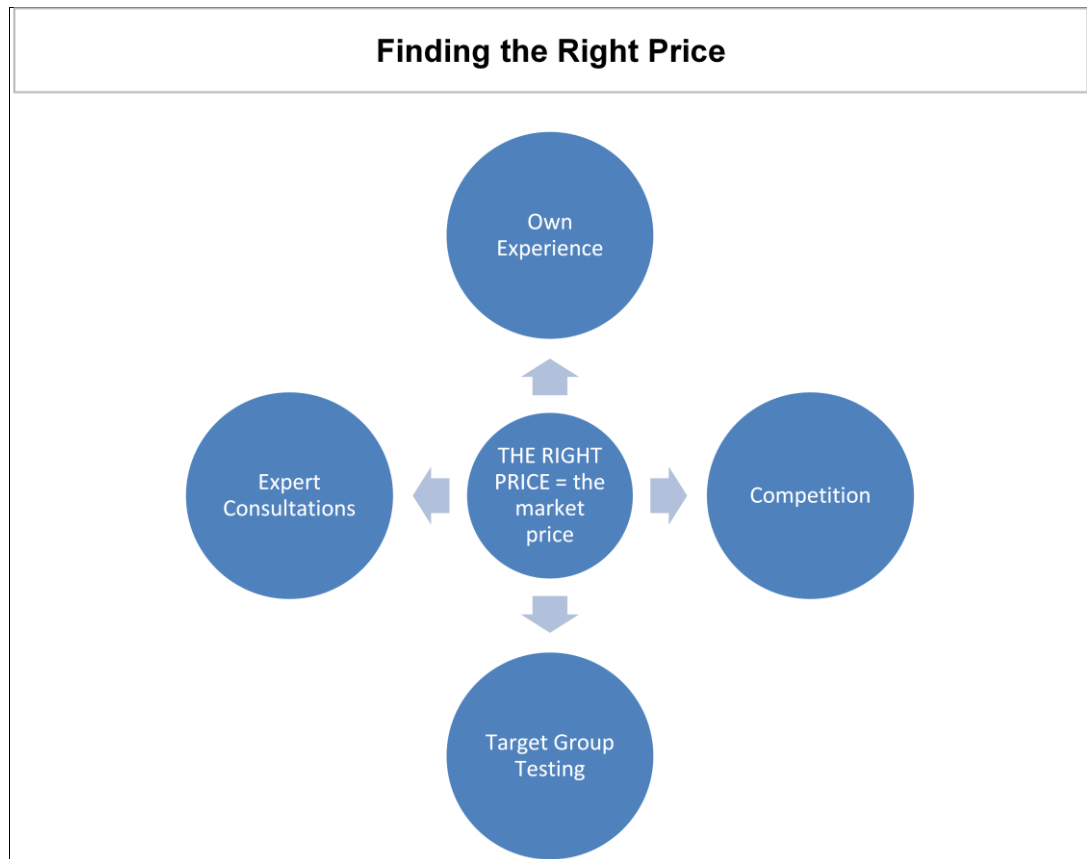 Finding the Right Price
Own
Experience
Expert
Consultations
THE RIGHT
PRICE = the
market
price
Competition
Target Group
Testing